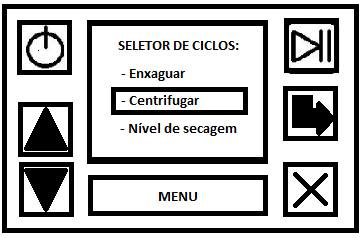 SELETOR DE CICLOS:
- Enxaguar
- Centrifugar
- Nível de secagem
MENU